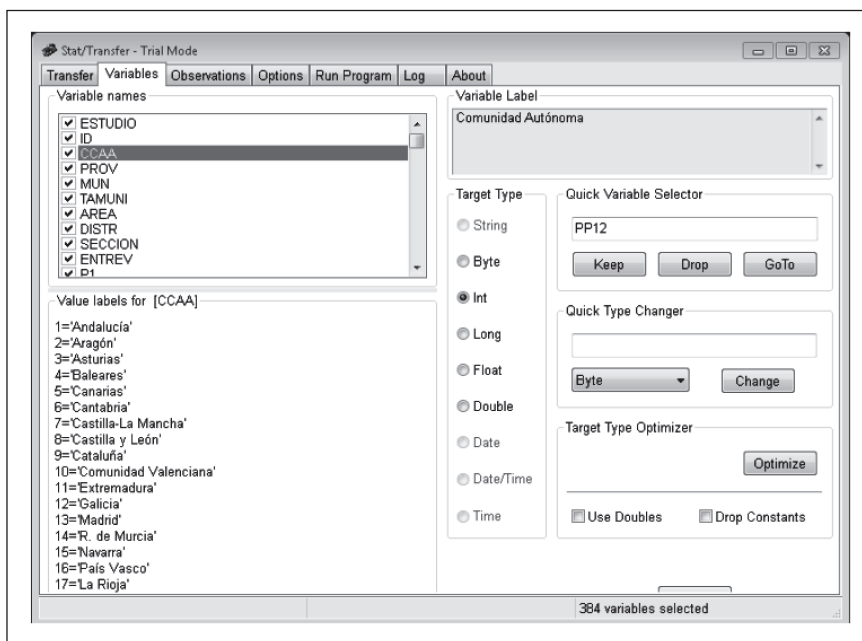 Stat/Transfer - Trial Mode
Transfer Variables Observations Options Run Program Log About
Variable names
ESTUDIO
ID
CCAA
PROV
MUN
TAMUNI
AREA
DISTR
SECCION
ENTREV
P1
Value labels for [CCAA]
1='Andalucía'
2='Aragón'
3='Asturias'
4='Baleares'
5='Canarias'
6='Cantabria'
7='Castilla-La Mancha'
8='Castilla y León'
9='Cataluña'
10='Comunidad Valenciana'
11='Extremadura'
12='Galicia'
13='Madrid'
14='R. de Murcia'
15='Navarra'
16='País Vasco'
17='La Rioja'
Variable Label
Comunidad Autónoma
Target Type
String
Byte
Int
Long
Float
Double
Date
Date/Time
Time
Quick Variable Selector
PP12
Keep Drop GoTo
Quick Type Changer
Byte Change
Target Type Optimizer
Optimize
Use Doubles Drop Constants
384 variables selected